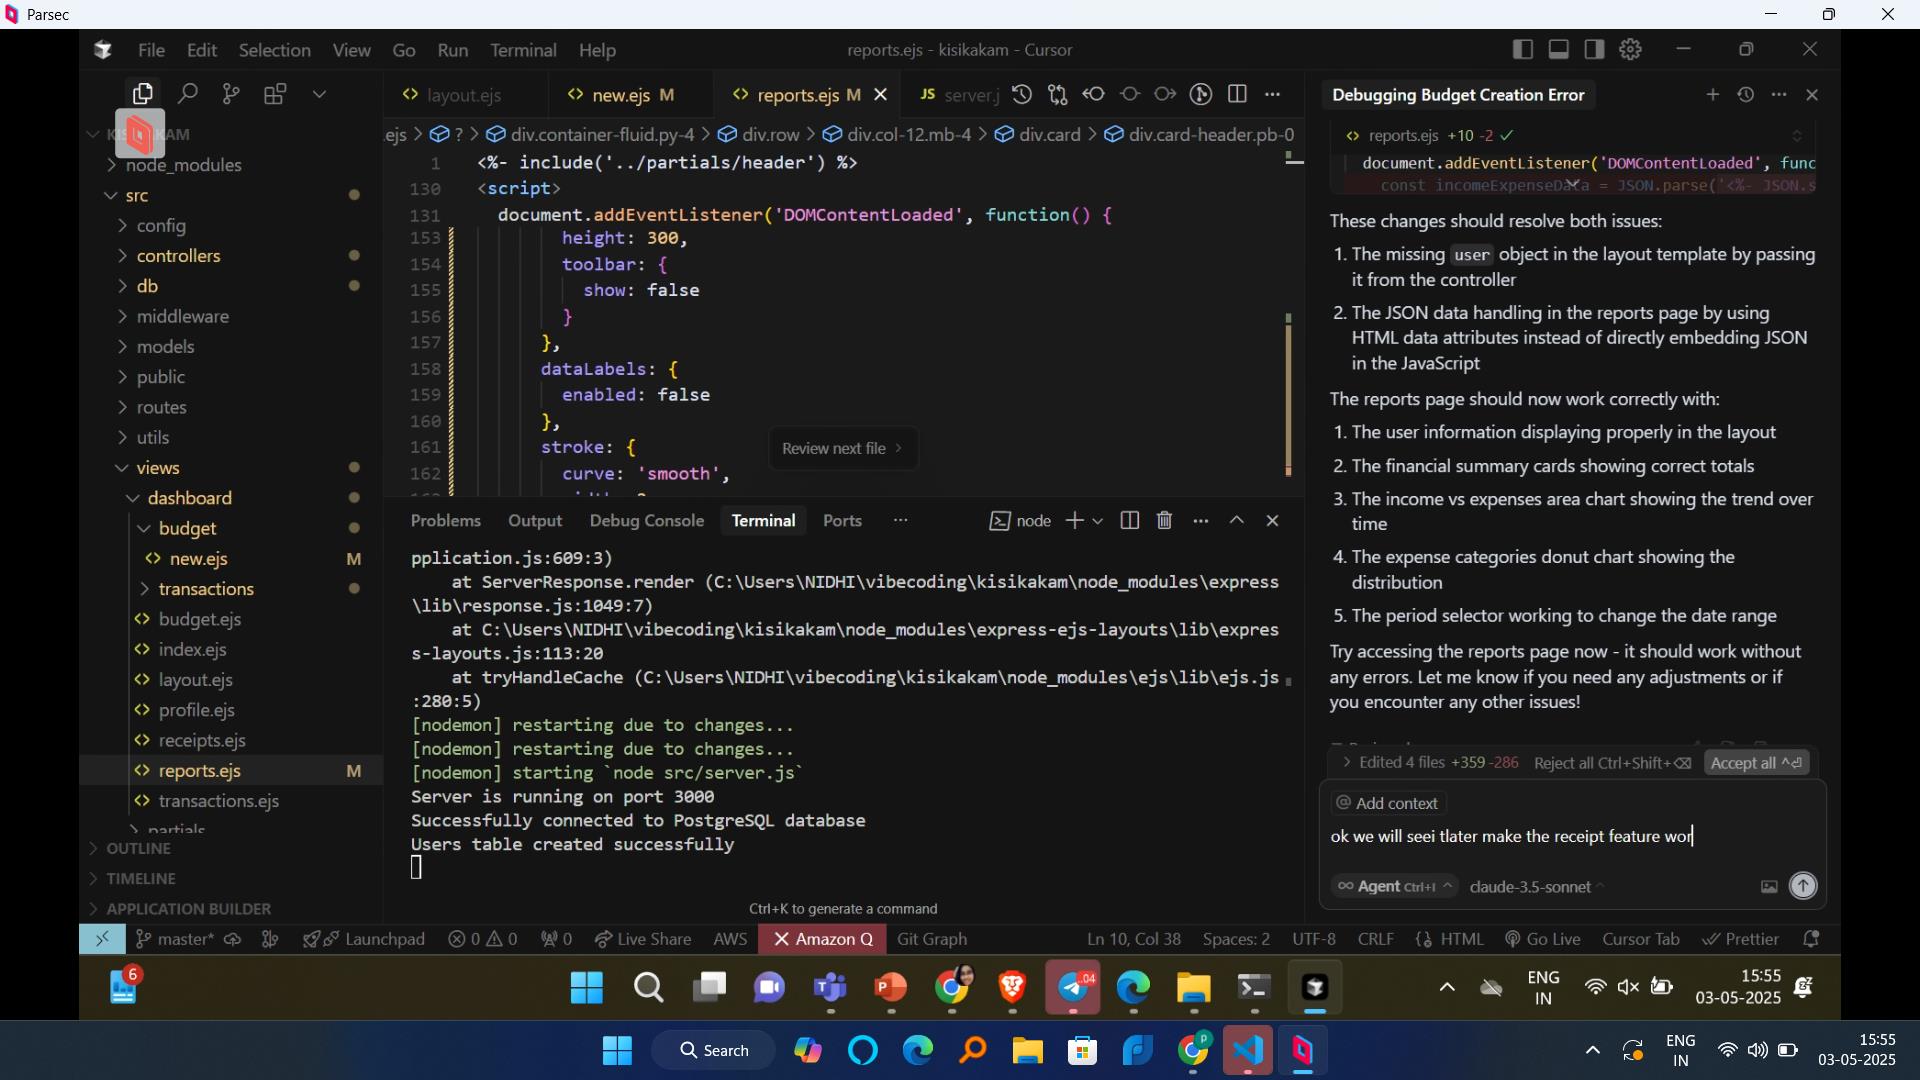 Parsec
File Edit Selection View Go Run Terminal Help
reports.ejs - kisikakam - Cursor
layout.ejs
new.ejs M
reports.ejs M
JS server.j
Debugging Budget Creation Error
node_modules
src
config
controllers
db
middleware
models
public
routes
utils
views
dashboard
budget
new.ejs M
transactions
budget.ejs
index.ejs
layout.ejs
profile.ejs
receipts.ejs
reports.ejs M
transactions.ejs
partials
OUTLINE
TIMELINE
APPLICATION BUILDER
.ejs > ? > div.container-fluid.py-4 > div.row > div.col-12.mb-4 > div.card > div.card-header.pb-0
1 <%- include('../partials/header') %>
130 <script>
131 document.addEventListener('DOMContentLoaded', function() {
153 height: 300,
154 toolbar: {
155 show: false
156 }
157 },
158 dataLabels: {
159 enabled: false
160 },
161 stroke: {
162 curve: 'smooth',
Review next file >
Problems Output Debug Console Terminal Ports ...
node
pplication.js:609:3)
at ServerResponse.render (C:\Users\NIDHI\vibecoding\kisikakam\node_modules\express
\lib\response.js:1049:7)
at C:\Users\NIDHI\vibecoding\kisikakam\node_modules\express-ejs-layouts\lib\expres
s-layouts.js:113:20
at tryHandleCache (C:\Users\NIDHI\vibecoding\kisikakam\node_modules\ejs\lib\ejs.js
:280:5)
[nodemon] restarting due to changes...
[nodemon] restarting due to changes...
[nodemon] starting `node src/server.js`
Server is running on port 3000
Successfully connected to PostgreSQL database
Users table created successfully
Ctrl+K to generate a command
reports.ejs +10 -2
document.addEventListener('DOMContentLoaded', func
const incomeExpenseData = JSON.parse('<%- JSON.s
These changes should resolve both issues:
1. The missing user object in the layout template by passing
it from the controller
2. The JSON data handling in the reports page by using
HTML data attributes instead of directly embedding JSON
in the JavaScript
The reports page should now work correctly with:
1. The user information displaying properly in the layout
2. The financial summary cards showing correct totals
3. The income vs expenses area chart showing the trend over
time
4. The expense categories donut chart showing the
distribution
5. The period selector working to change the date range
Try accessing the reports page now - it should work without
any errors. Let me know if you need any adjustments or if
you encounter any other issues!
> Edited 4 files +359 -286 Reject all Ctrl+Shift+⌫ Accept all ^⏎
@ Add context
ok we will seei tlater make the receipt feature wor
∞ Agent Ctrl+I claude-3.5-sonnet
master* Launchpad 0 0 0 Live Share AWS Amazon Q Git Graph
Ln 10, Col 38 Spaces: 2 UTF-8 CRLF HTML Go Live Cursor Tab Prettier
6
.04
ENG
IN
15:55
03-05-2025
Search
P
ENG
IN
15:55
03-05-2025